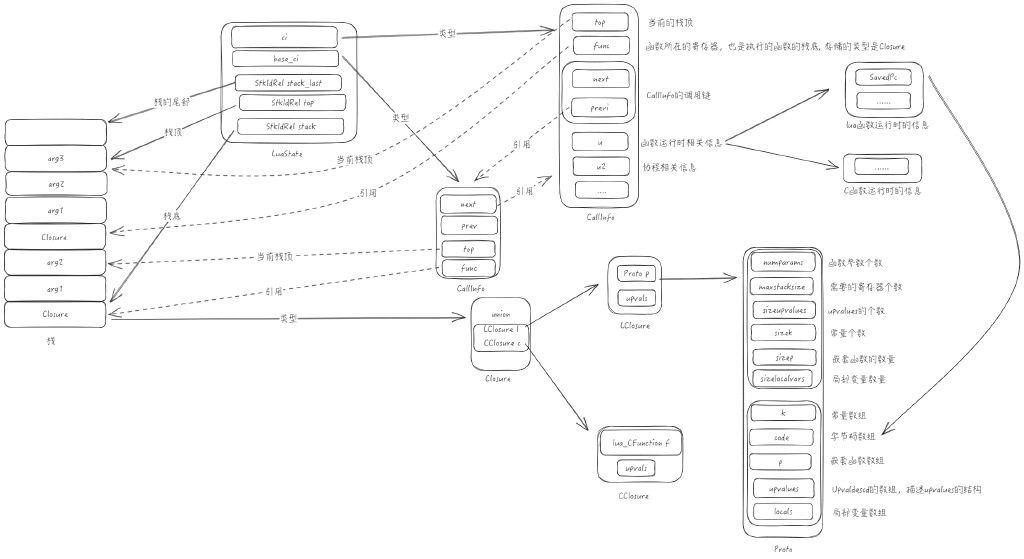 ci
base_ci
StkIdRel stack_last
StkIdRel top
StkIdRel stack
LuaState
类型
类型
栈的尾部
栈顶
栈底
arg3
arg2
arg1
Closure
arg2
arg1
Closure
栈
当前栈顶
引用
当前栈顶
引用
类型
引用
引用
top
func
next
previ
u
u2
....
CallInfo
当前的栈顶
函数所在的寄存器，也是执行的函数的栈底, 存储的类型是Closure
CallInfo的调用链
函数运行时相关信息
协程相关信息
SavedPc
......
lua函数运行时的信息
......
C函数运行时的信息
next
prev
top
func
CallInfo
union
LClosure l
CClosure c
Closure
Proto p
upvals
LClosure
lua_CFunction f
upvals
CClosure
numparams
maxstacksize
sizeupvalues
sizek
sizep
sizelocalvars
k
code
p
upvalues
locals
Proto
函数参数个数
需要的寄存器个数
upvalues的个数
常量个数
嵌套函数的数量
局部变量数量
常量数组
字节码数组
嵌套函数数组
Upvaldescd的数组，描述upvalues的结构
局部变量数组